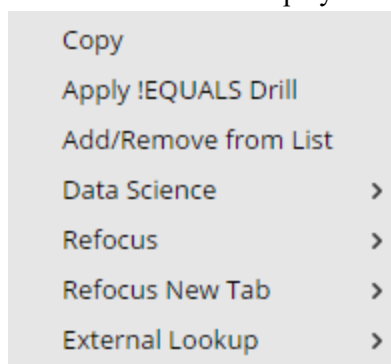 Copy
Apply !EQUALS Drill
Add/Remove from List
Data Science
Refocus
Refocus New Tab
External Lookup